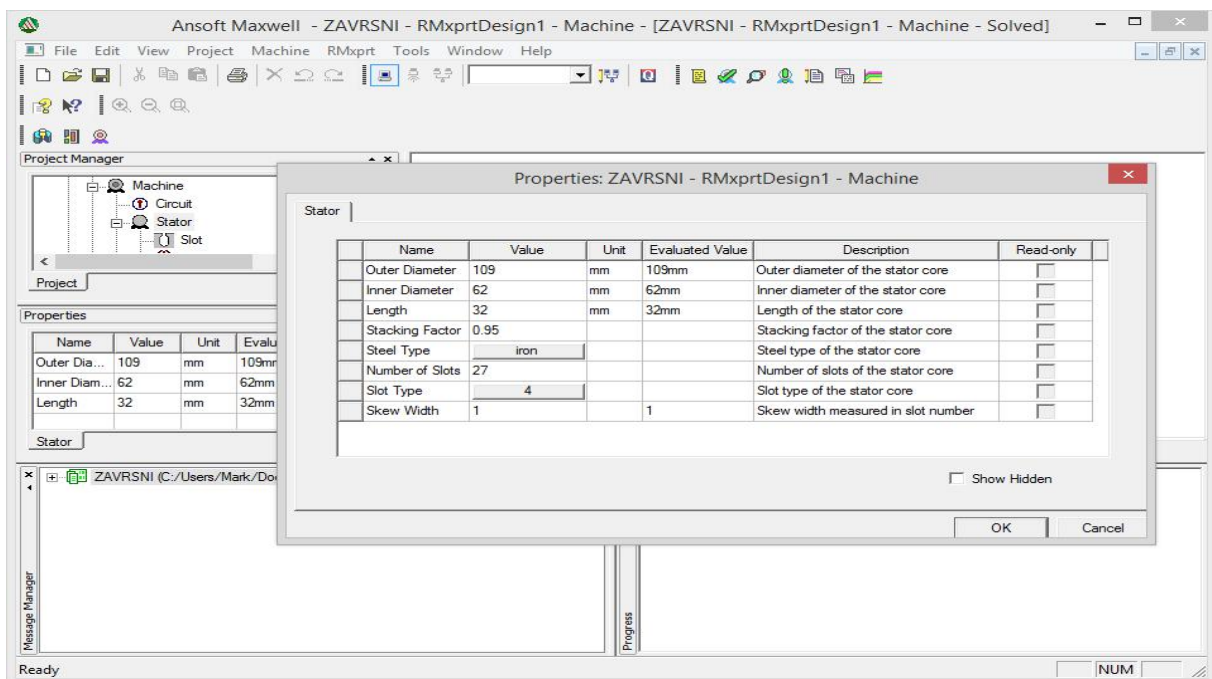 Ansoft Maxwell - ZAVRSNI - RMxprtDesign1 - Machine - [ZAVRSNI - RMxprtDesign1 - Machine - Solved]
File Edit View Project Machine RMxprt Tools Window Help
Project Manager
Machine
Circuit
Stator
Slot
Project
Properties
Name Value Unit Evalu
Outer Dia... 109 mm 109mr
Inner Diam... 62 mm 62mm
Length 32 mm 32mm
Stator
Properties: ZAVRSNI - RMxprtDesign1 - Machine
Stator
Name Value Unit Evaluated Value Description Read-only
Outer Diameter 109 mm 109mm Outer diameter of the stator core
Inner Diameter 62 mm 62mm Inner diameter of the stator core
Length 32 mm 32mm Length of the stator core
Stacking Factor 0.95 Stacking factor of the stator core
Steel Type iron Steel type of the stator core
Number of Slots 27 Number of slots of the stator core
Slot Type 4 Slot type of the stator core
Skew Width 1 1 Skew width measured in slot number
Show Hidden
OK Cancel
ZAVRSNI (C:/Users/Mark/Do
Message Manager
Progress
Ready
NUM